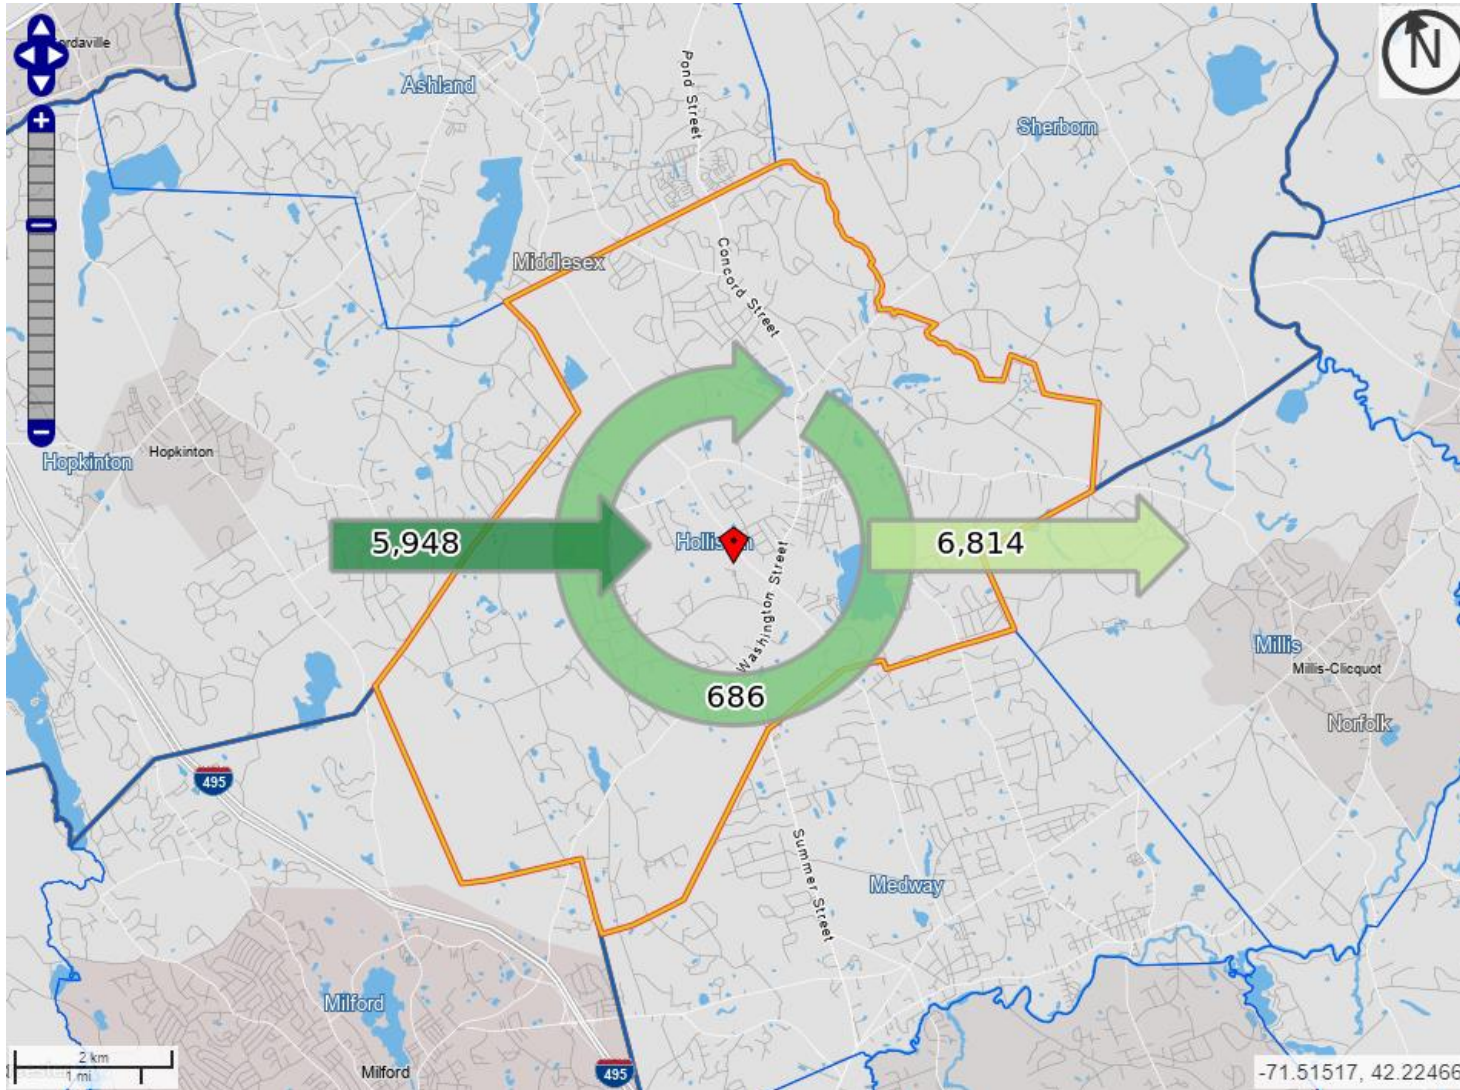 ordaville
Ashland
Pond Street
Sherborn
N
+
Middlesex
Concord Street
Hopkinton
Hopkinton
5,948
6,814
Washington Street
686
Millis
Millis-Clicquot
Norfolk
495
Summer Street
Medway
Milford
Milford
495
2 km
1 mi
-71.51517, 42.22466